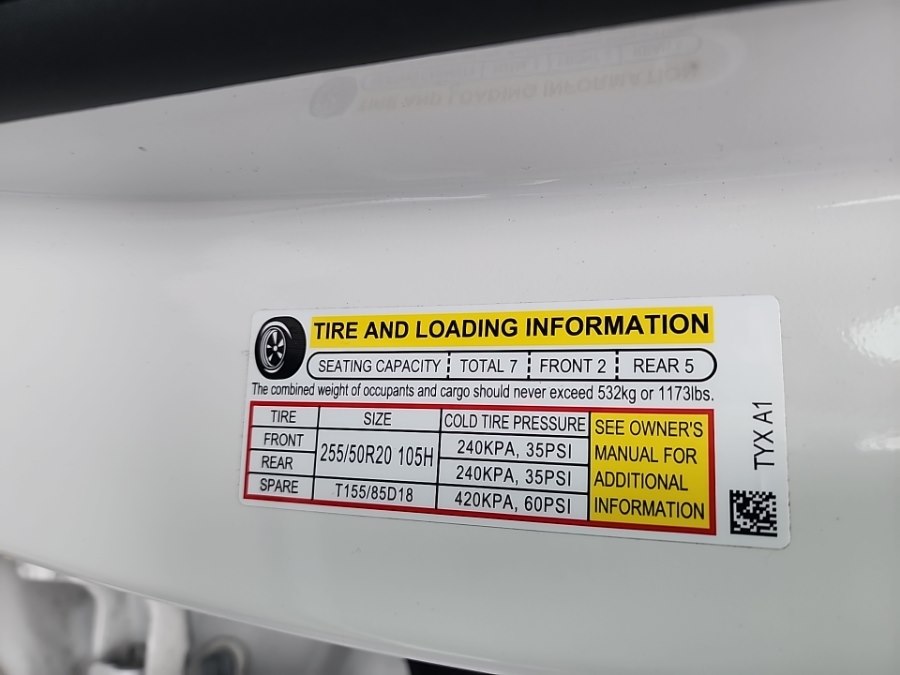 TIRE AND LOADING INFORMATION
SEATING CAPACITY TOTAL 7 FRONT 2 REAR 5
The combined weight of occupants and cargo should never exceed 532kg or 1173lbs.
TIRE SIZE COLD TIRE PRESSURE
FRONT 255/50R20 105H 240KPA, 35PSI
REAR 240KPA, 35PSI
SPARE T155/85D18 420KPA, 60PSI
SEE OWNER'S
MANUAL FOR
ADDITIONAL
INFORMATION
TYX A1